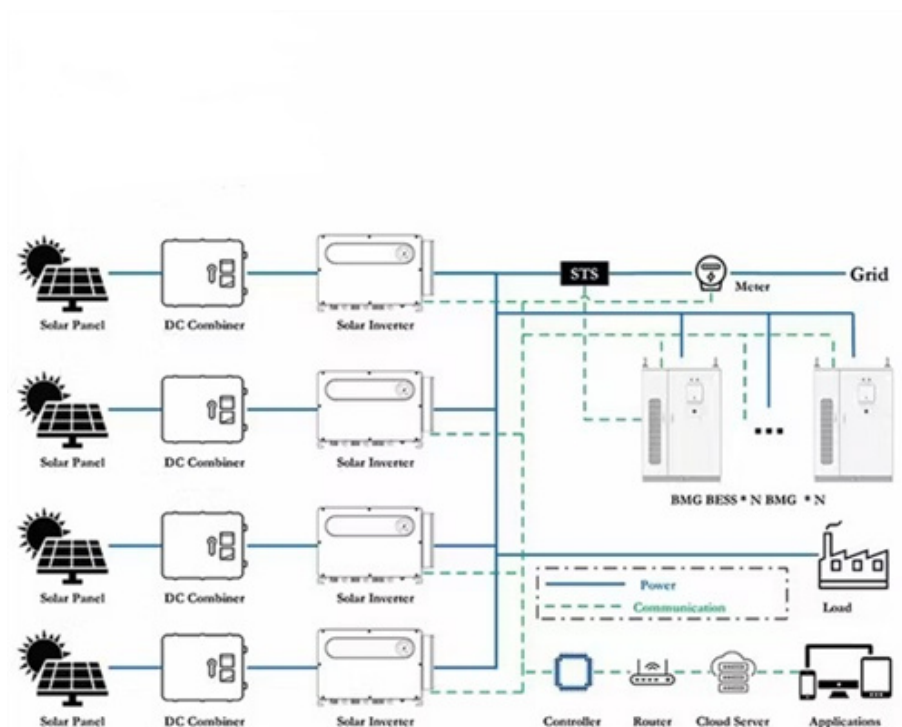 STS
Meter
Grid
Solar Panel DC Combiner Solar Inverter
Solar Panel DC Combiner Solar Inverter
BMG BESS * N BMG * N
Solar Panel DC Combiner Solar Inverter
Power
Communication
Load
Solar Panel DC Combiner Solar Inverter
Controller Router Cloud Server Applications